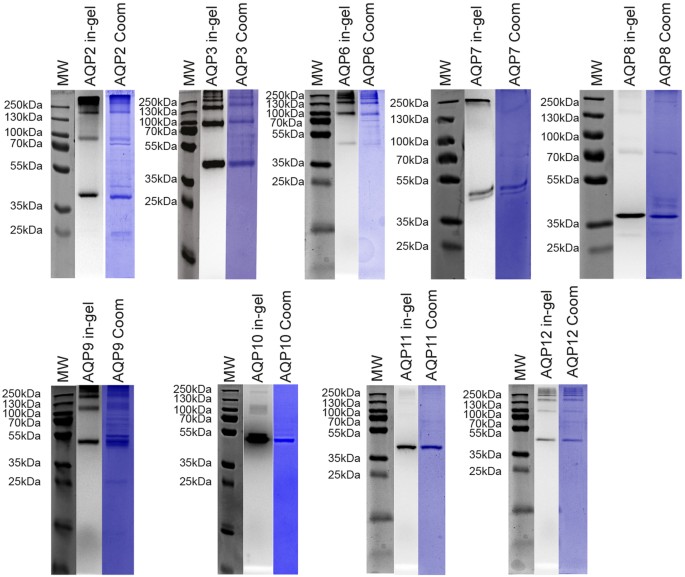 MW
AQP2 in-gel
AQP2 Coom
250kDa
130kDa
100kDa
70kDa
55kDa
35kDa
25kDa
MW
AQP3 in-gel
AQP3 Coom
250kDa
130kDa
100kDa
70kDa
55kDa
35kDa
25kDa
MW
AQP6 in-gel
AQP6 Coom
250kDa
130kDa
100kDa
70kDa
55kDa
35kDa
25kDa
MW
AQP7 in-gel
AQP7 Coom
250kDa
130kDa
100kDa
70kDa
55kDa
35kDa
25kDa
MW
AQP8 in-gel
AQP8 Coom
250kDa
130kDa
100kDa
70kDa
55kDa
35kDa
25kDa
MW
AQP9 in-gel
AQP9 Coom
250kDa
130kDa
100kDa
70kDa
55kDa
35kDa
25kDa
MW
AQP10 in-gel
AQP10 Coom
250kDa
130kDa
100kDa
70kDa
55kDa
35kDa
25kDa
MW
AQP11 in-gel
AQP11 Coom
250kDa
130kDa
100kDa
70kDa
55kDa
35kDa
25kDa
MW
AQP12 in-gel
AQP12 Coom
250kDa
130kDa
100kDa
70kDa
55kDa
35kDa
25kDa